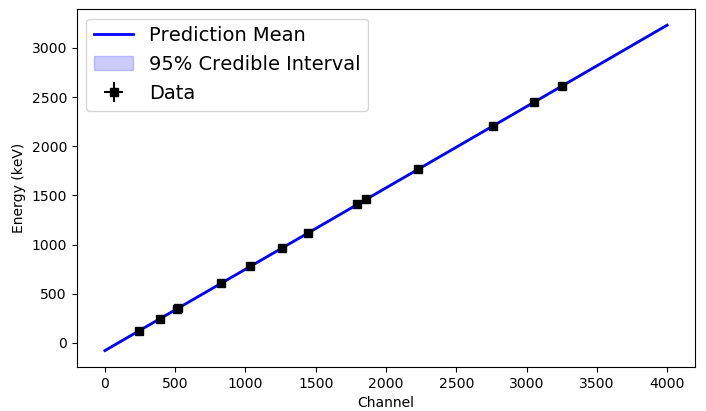 Prediction Mean
95% Credible Interval
Data
Energy (keV)
3000
2500
2000
1500
1000
500
0
0 500 1000 1500 2000 2500 3000 3500 4000
Channel